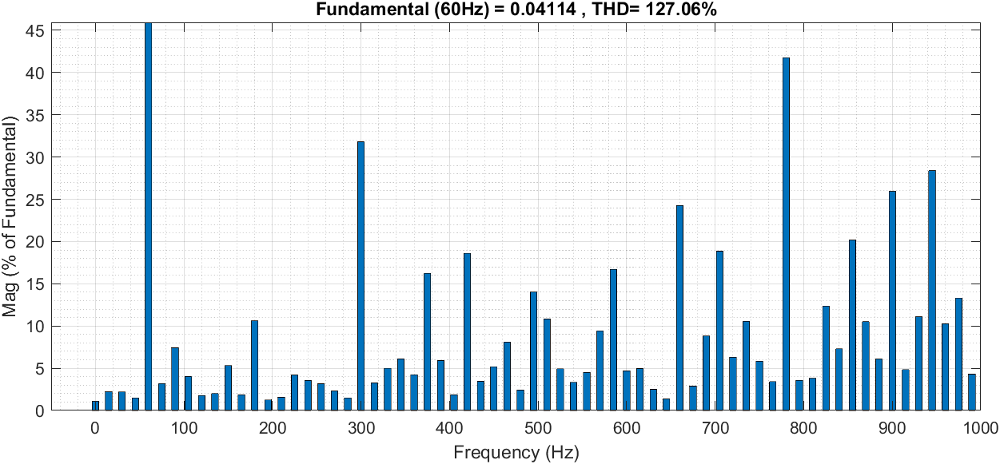 Fundamental (60Hz) = 0.04114 , THD= 127.06%
45
40
35
30
25
20
15
10
5
0
Mag (% of Fundamental)
0 100 200 300 400 500 600 700 800 900 1000
Frequency (Hz)